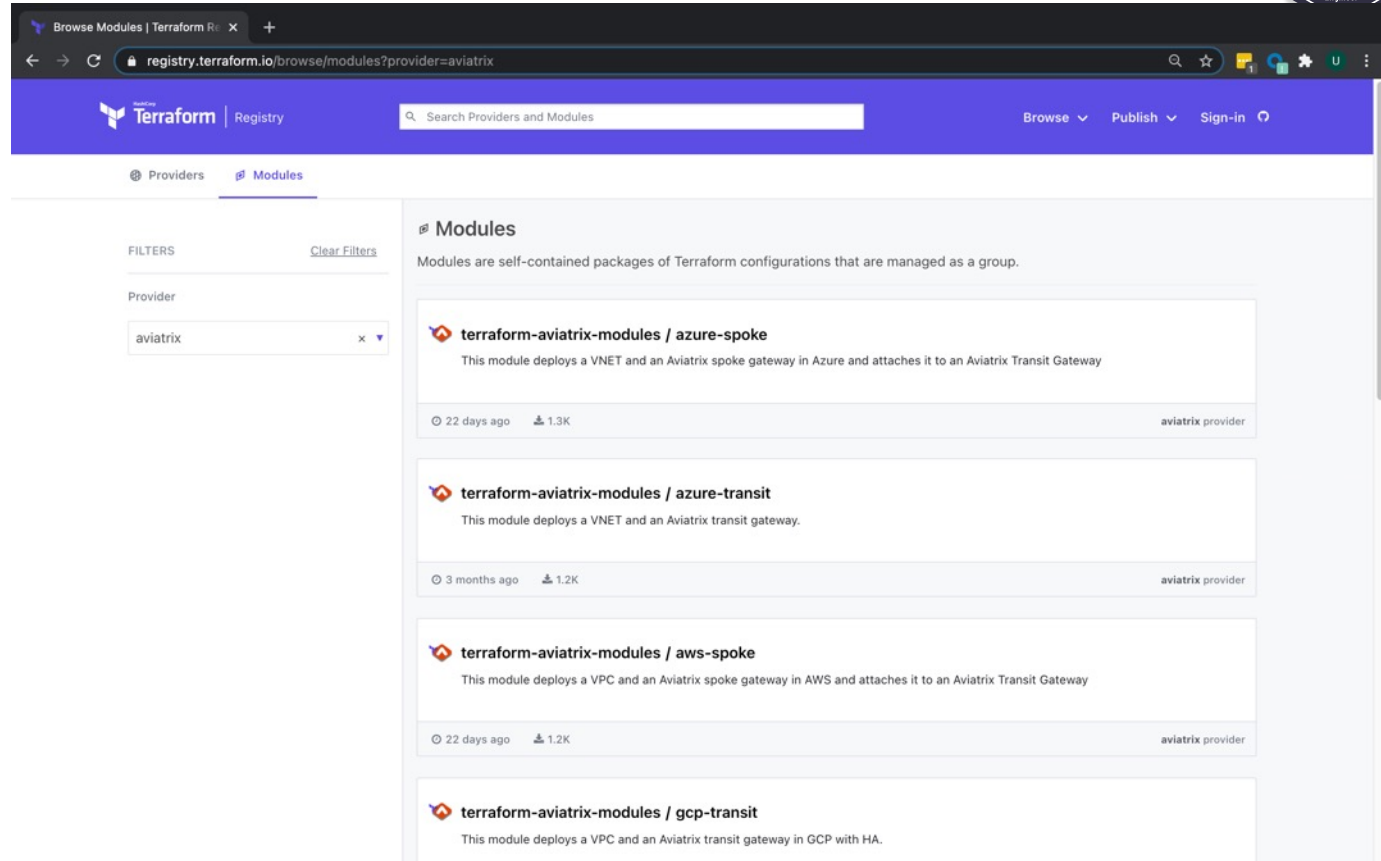 Browse Modules | Terraform Re
registry.terraform.io/browse/modules?provider=aviatrix
1
U
HashiCorp
Terraform
Registry
Search Providers and Modules
Browse
Publish
Sign-in
Providers
Modules
FILTERS
Clear Filters
Provider
aviatrix
Modules
Modules are self-contained packages of Terraform configurations that are managed as a group.
terraform-aviatrix-modules / azure-spoke
This module deploys a VNET and an Aviatrix spoke gateway in Azure and attaches it to an Aviatrix Transit Gateway
22 days ago 1.3K aviatrix provider
terraform-aviatrix-modules / azure-transit
This module deploys a VNET and an Aviatrix transit gateway.
3 months ago 1.2K aviatrix provider
terraform-aviatrix-modules / aws-spoke
This module deploys a VPC and an Aviatrix spoke gateway in AWS and attaches it to an Aviatrix Transit Gateway
22 days ago 1.2K aviatrix provider
terraform-aviatrix-modules / gcp-transit
This module deploys a VPC and an Aviatrix transit gateway in GCP with HA.